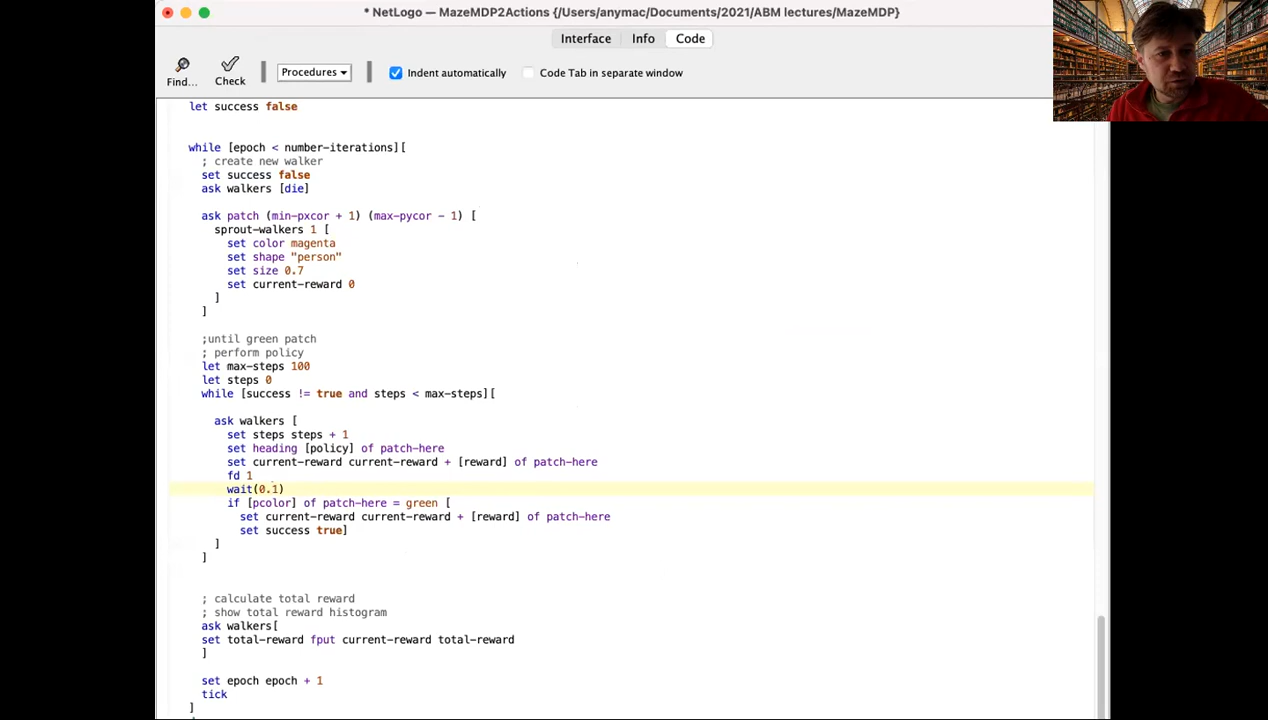 * NetLogo — MazeMDP2Actions {/Users/anymac/Documents/2021/ABM lectures/MazeMDP}
Interface Info Code
Find... Check Procedures Indent automatically Code Tab in separate window
let success false
while [epoch < number-iterations][
; create new walker
set success false
ask walkers [die]
ask patch (min-pxcor + 1) (max-pycor - 1) [
sprout-walkers 1 [
set color magenta
set shape "person"
set size 0.7
set current-reward 0
]
]
;until green patch
; perform policy
let max-steps 100
let steps 0
while [success != true and steps < max-steps][
ask walkers [
set steps steps + 1
set heading [policy] of patch-here
set current-reward current-reward + [reward] of patch-here
fd 1
wait(0.1)
if [pcolor] of patch-here = green [
set current-reward current-reward + [reward] of patch-here
set success true]
]
]
; calculate total reward
; show total reward histogram
ask walkers[
set total-reward fput current-reward total-reward
]
set epoch epoch + 1
tick
]